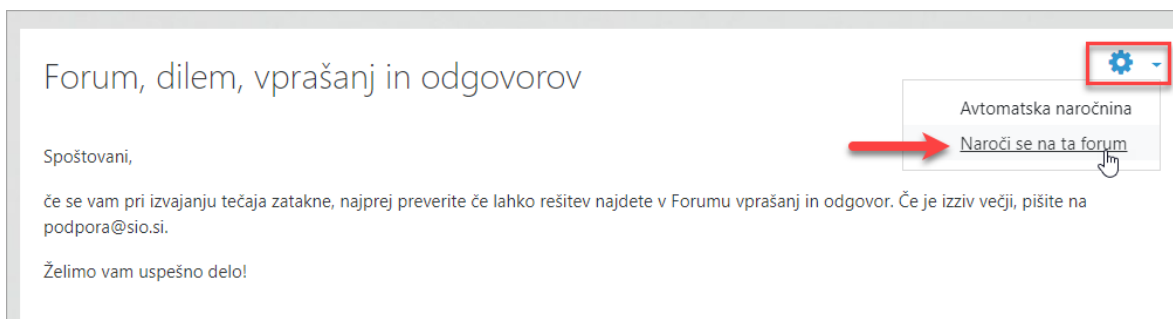 Forum, dilem, vprašanj in odgovorov
Avtomatska naročnina
Naroči se na ta forum
Spoštovani,
če se vam pri izvajanju tečaja zatakne, najprej preverite če lahko rešitev najdete v Forumu vprašanj in odgovor. Če je izziv večji, pišite na
podpora@sio.si.
Želimo vam uspešno delo!